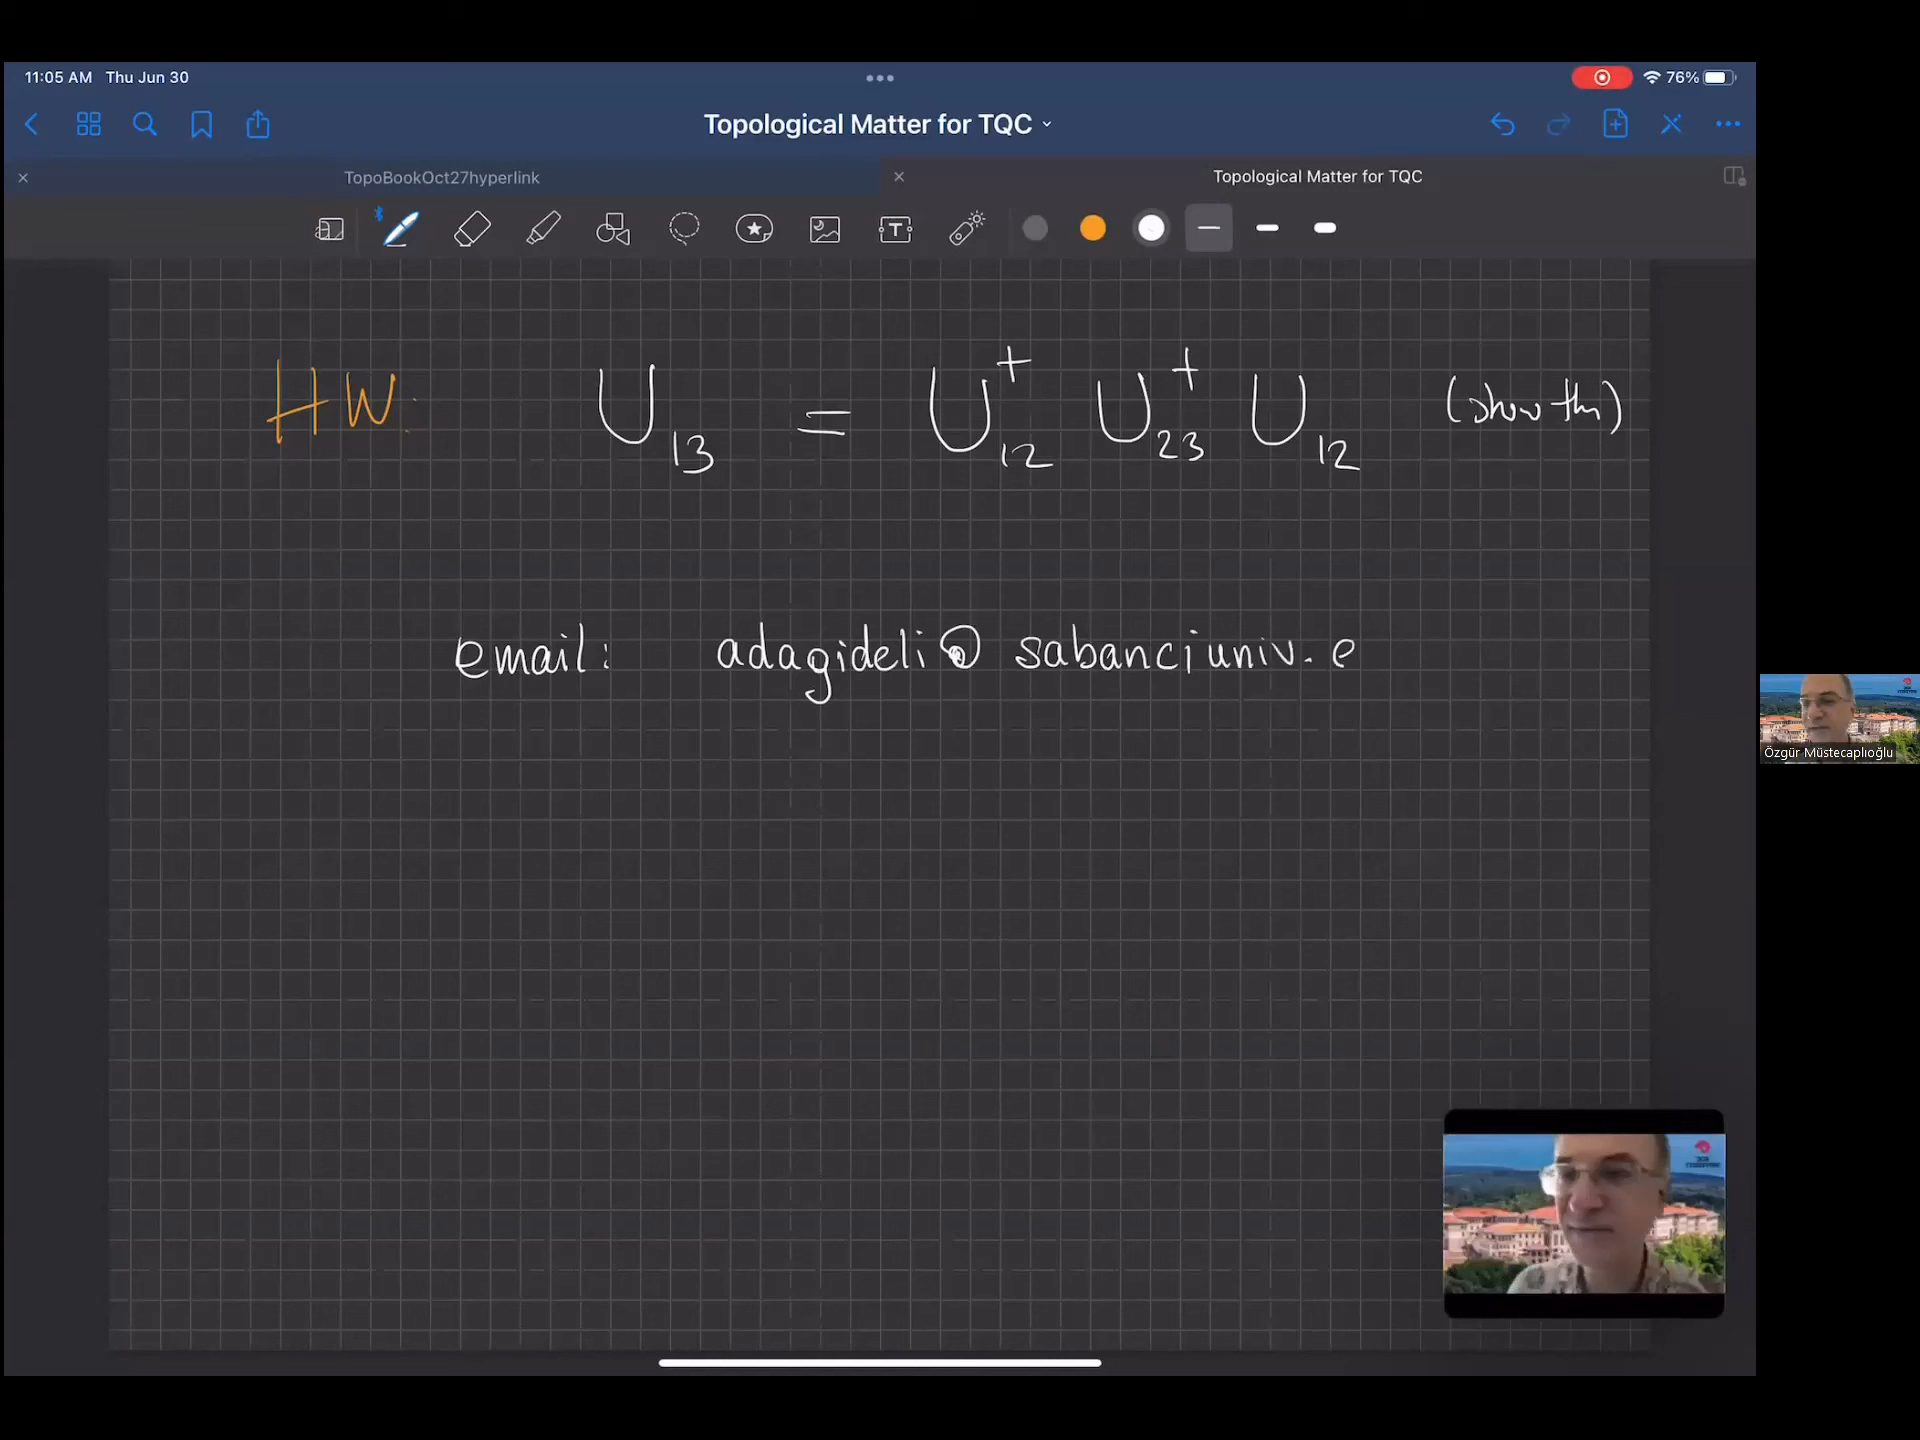 11:05 AM Thu Jun 30
76%
Topological Matter for TQC
TopoBookOct27hyperlink
Topological Matter for TQC
HW: U₁₃ = U₁₂† U₂₃† U₁₂ (show
email: adagideli@sabanciuniv.e
Özgür Müstecaplıoğlu